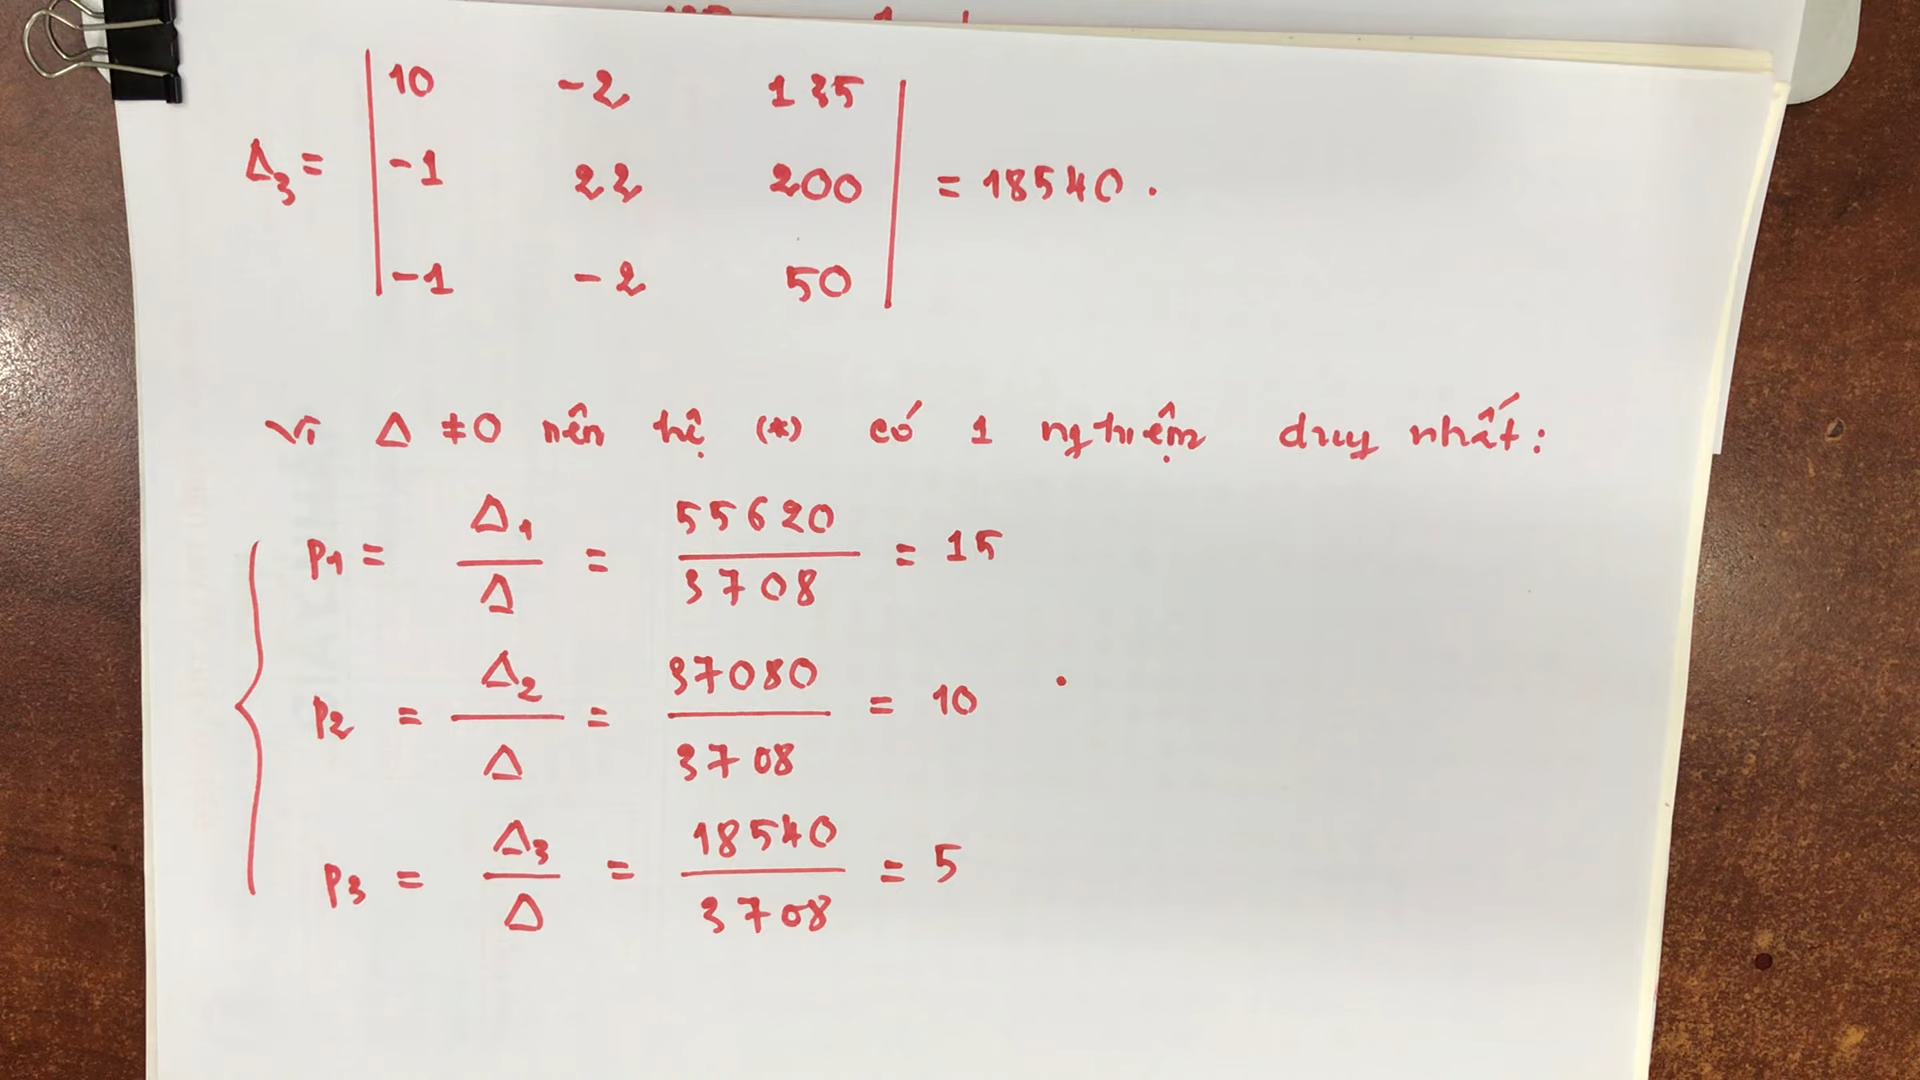 10 -2 135
Δ3 = -1 22 200 = 18540.
-1 -2 50
Vì Δ ≠ 0 nên hệ (*) có 1 nghiệm duy nhất:
P1 = Δ1/Δ = 55620/3708 = 15
P2 = Δ2/Δ = 37080/3708 = 10
P3 = Δ3/Δ = 18540/3708 = 5